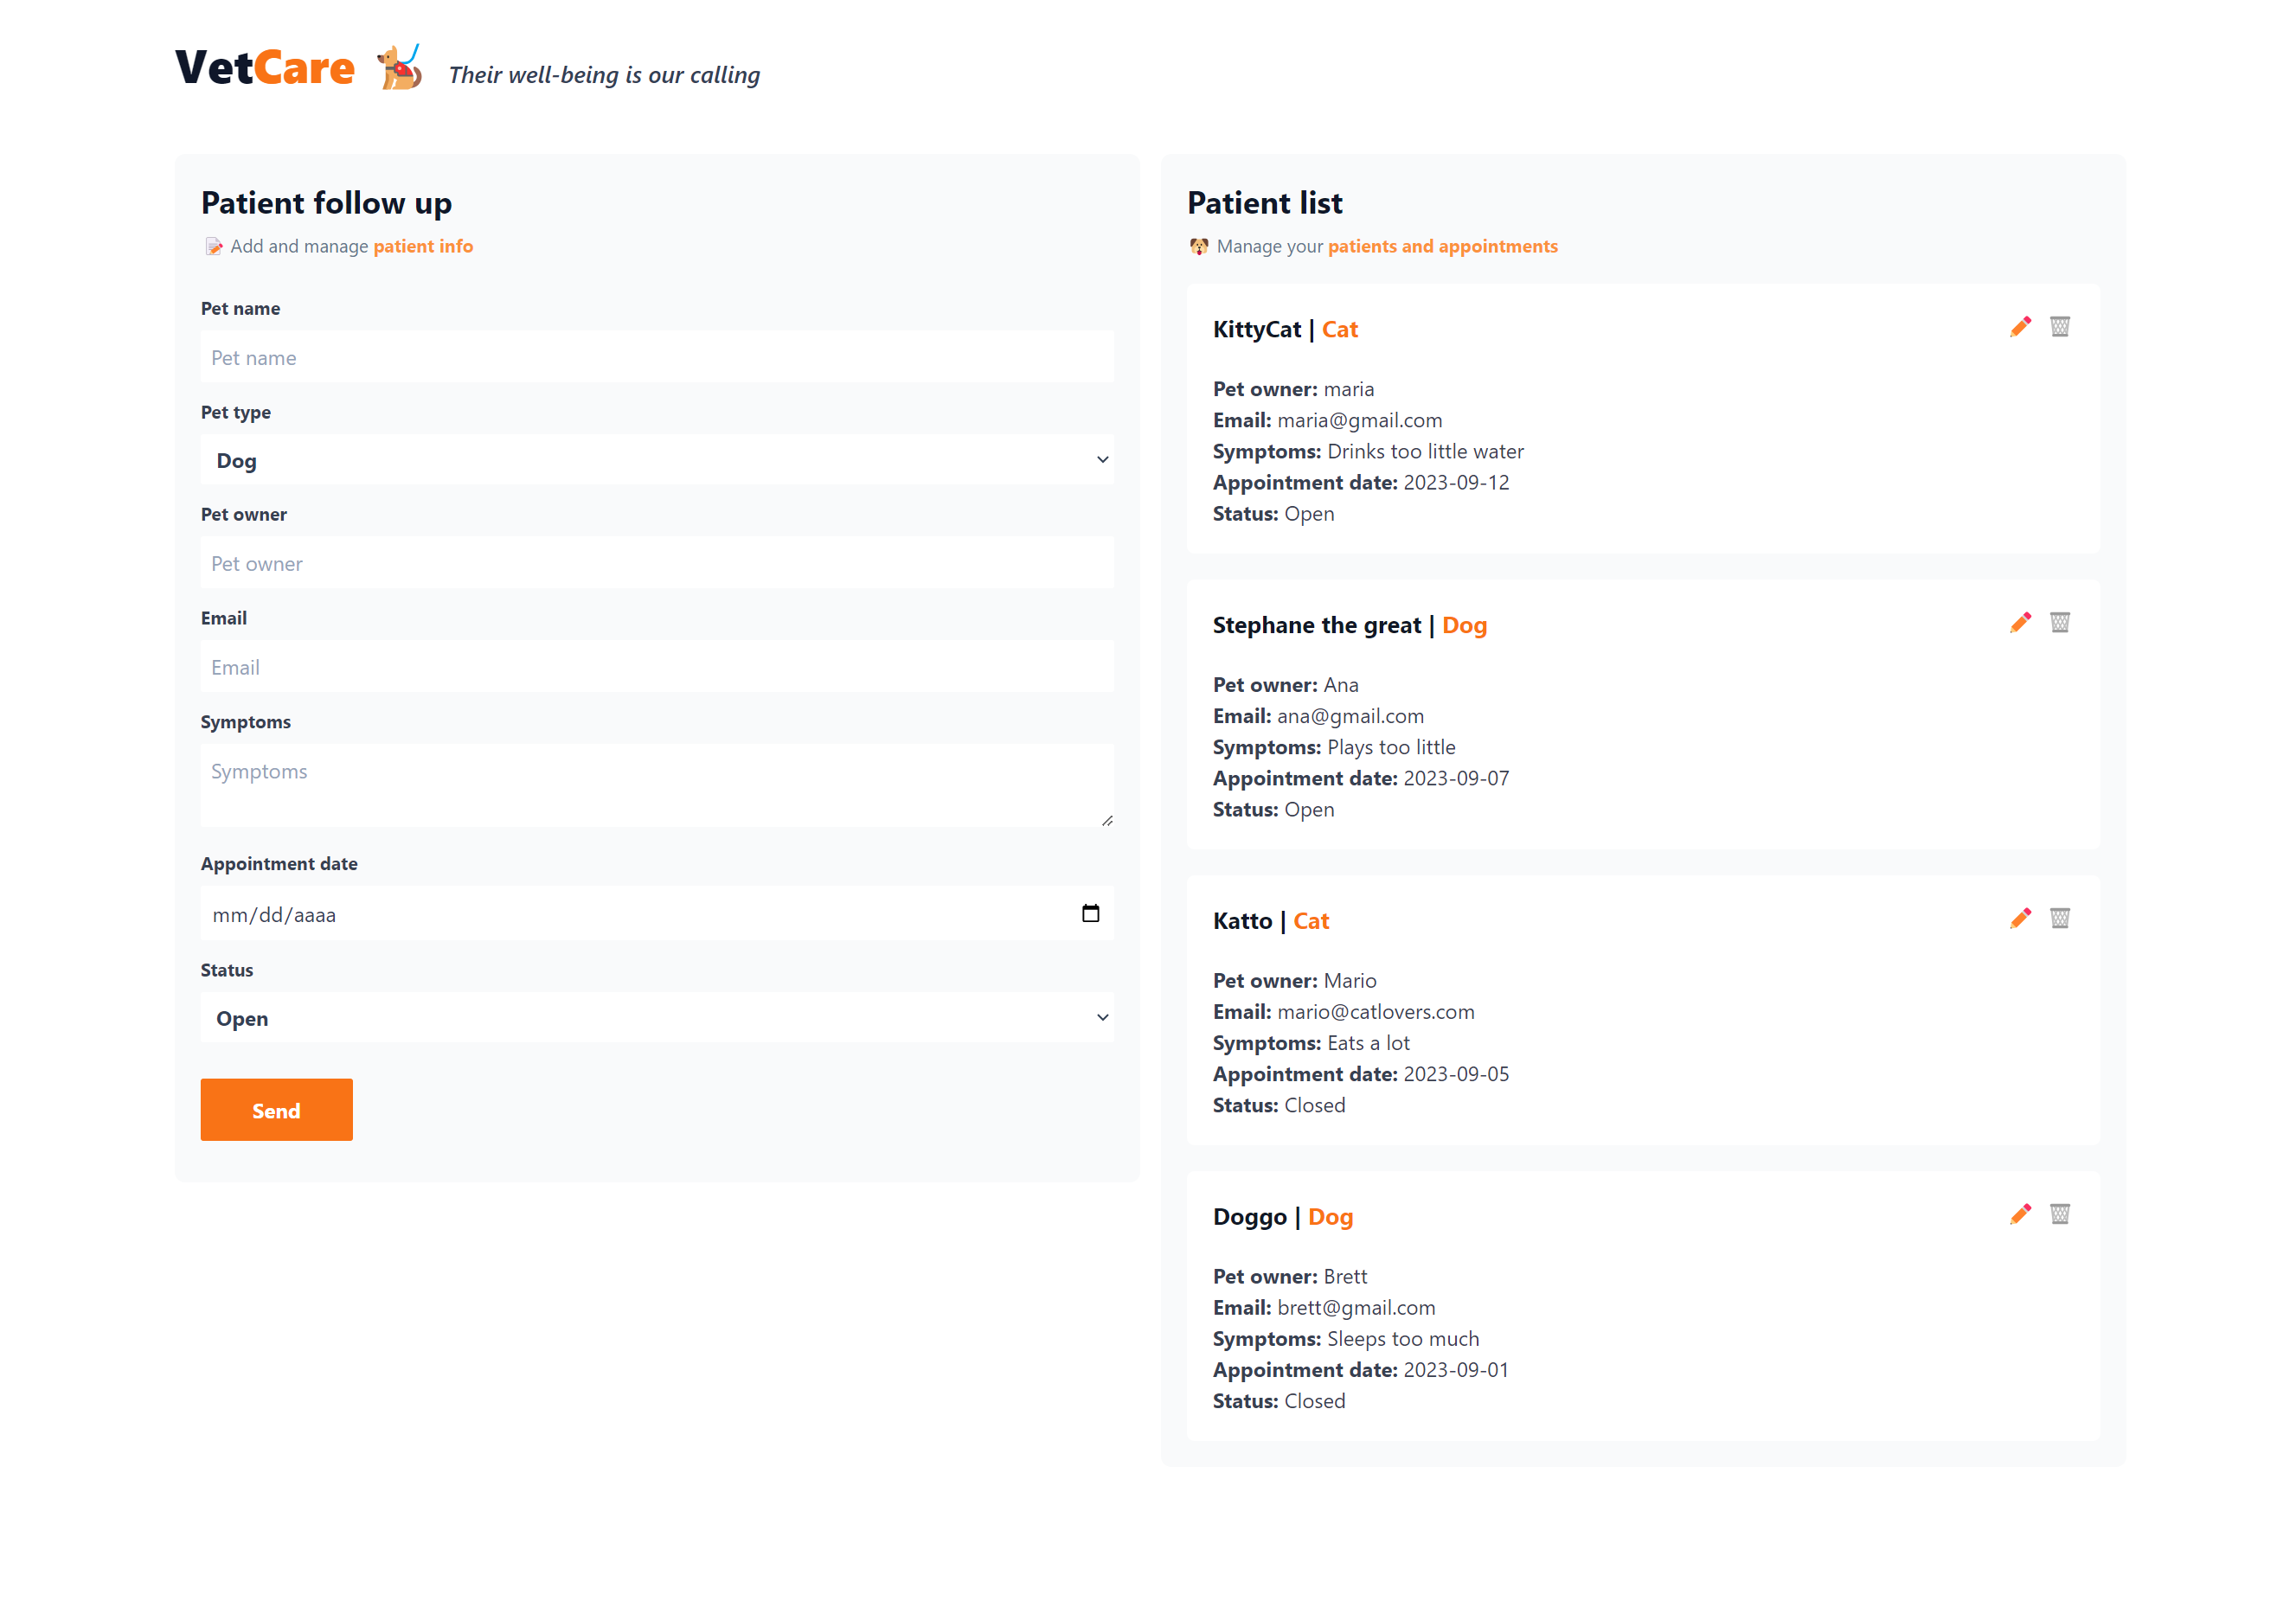 VetCare Their well-being is our calling
Patient follow up
Add and manage patient info
Pet name
Pet name
Pet type
Dog
Pet owner
Pet owner
Email
Email
Symptoms
Symptoms
Appointment date
mm/dd/aaaa
Status
Open
Send
Patient list
Manage your patients and appointments
KittyCat | Cat
Pet owner: maria
Email: maria@gmail.com
Symptoms: Drinks too little water
Appointment date: 2023-09-12
Status: Open
Stephane the great | Dog
Pet owner: Ana
Email: ana@gmail.com
Symptoms: Plays too little
Appointment date: 2023-09-07
Status: Open
Katto | Cat
Pet owner: Mario
Email: mario@catlovers.com
Symptoms: Eats a lot
Appointment date: 2023-09-05
Status: Closed
Doggo | Dog
Pet owner: Brett
Email: brett@gmail.com
Symptoms: Sleeps too much
Appointment date: 2023-09-01
Status: Closed